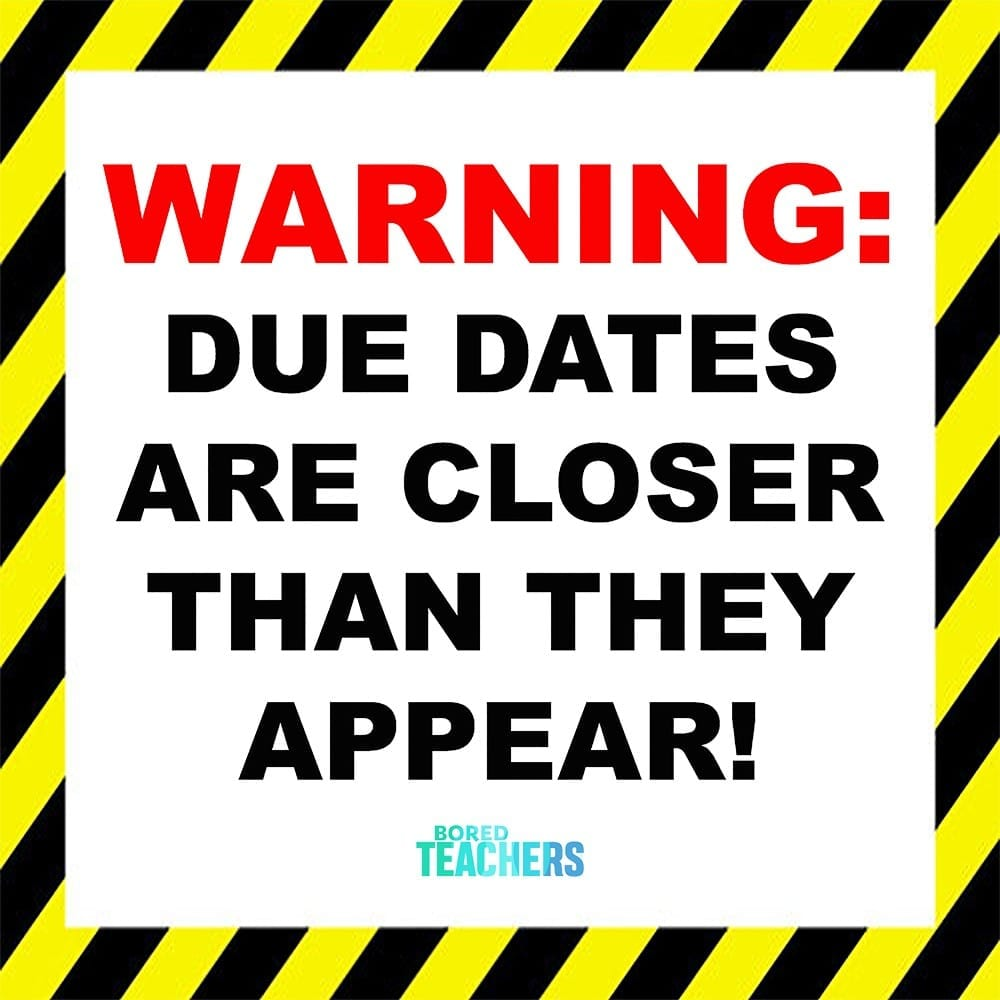 WARNING:
DUE DATES
ARE CLOSER
THAN THEY
APPEAR!
BORED
TEACHERS